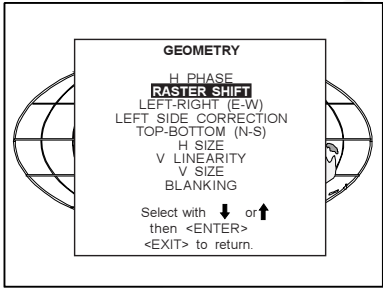 GEOMETRY
H PHASE
RASTER SHIFT
LEFT-RIGHT (E-W)
LEFT SIDE CORRECTION
TOP-BOTTOM (N-S)
H SIZE
V LINEARITY
V SIZE
BLANKING
Select with ⬇ or⬆
then <ENTER>
<EXIT> to return.